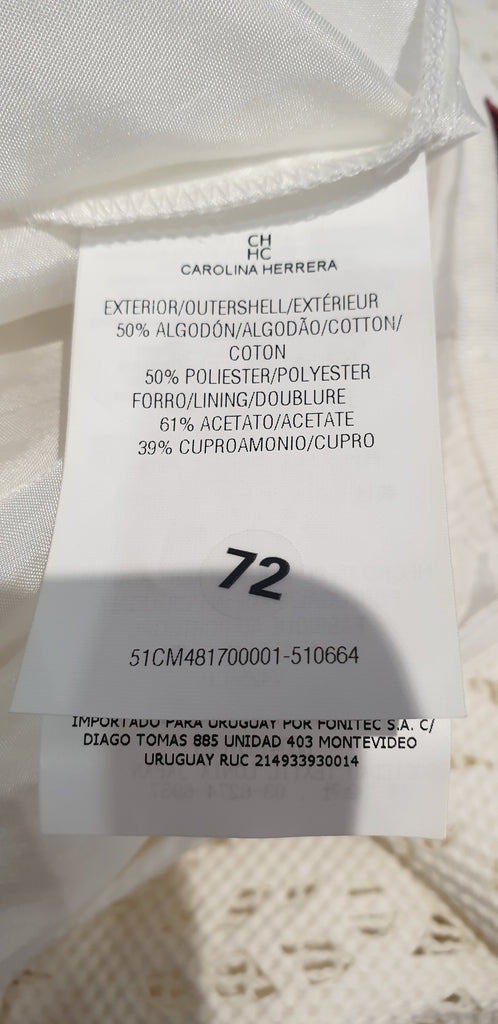 CH
HC
CAROLINA HERRERA
EXTERIOR/OUTERSHELL/EXTÉRIEUR
50% ALGODÓN/ALGODÃO/COTTON/
COTON
50% POLIESTER/POLYESTER
FORRO/LINING/DOUBLURE
61% ACETATO/ACETATE
39% CUPROAMONIO/CUPRO
72
51CM481700001-510664
IMPORTADO PARA URUGUAY POR FONITEC S.A. C/
DIAGO TOMAS 885 UNIDAD 403 MONTEVIDEO
URUGUAY RUC 214933930014